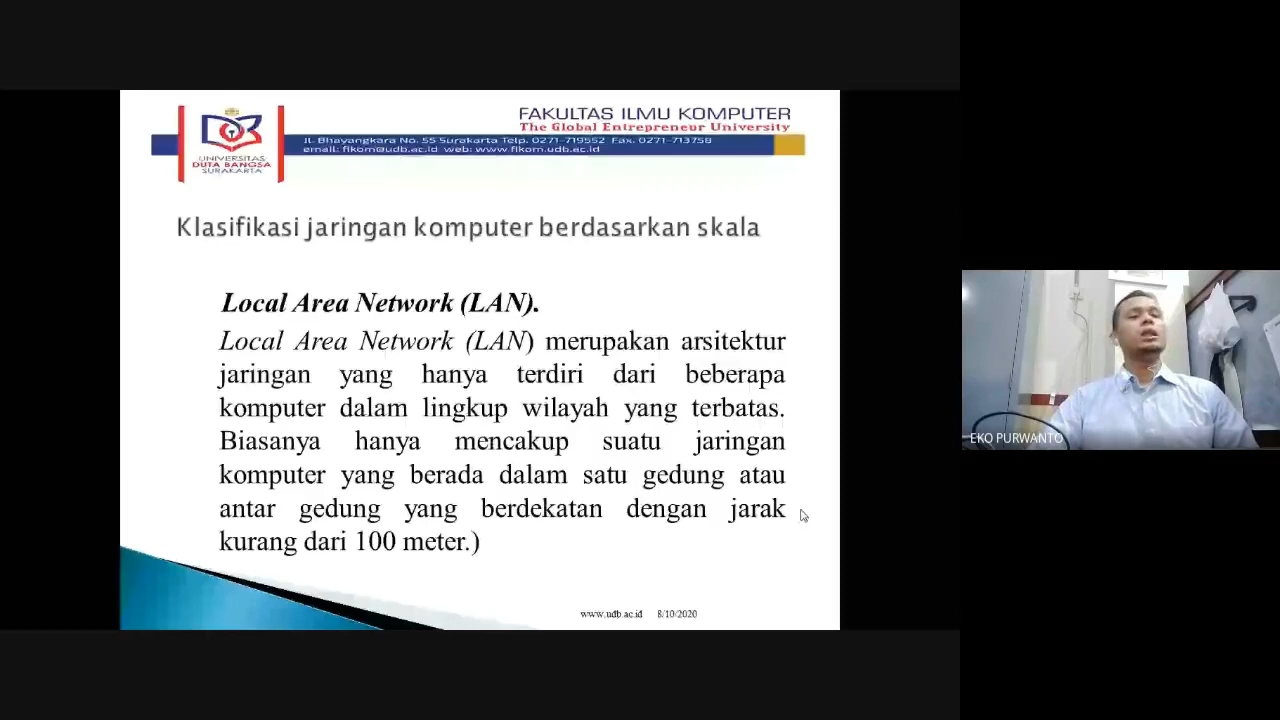 FAKULTAS ILMU KOMPUTER
The Global Entrepreneur University
Jl. Bhayangkara No. 55 Surakarta Telp. 0271-719552 Fax. 0271-713758
email: fikom@udb.ac.id web: www.fikom.udb.ac.id
UNIVERSITAS
DUTA BANGSA
SURAKARTA
Klasifikasi jaringan komputer berdasarkan skala
Local Area Network (LAN).
Local Area Network (LAN) merupakan arsitektur
jaringan yang hanya terdiri dari beberapa
komputer dalam lingkup wilayah yang terbatas.
Biasanya hanya mencakup suatu jaringan
komputer yang berada dalam satu gedung atau
antar gedung yang berdekatan dengan jarak
kurang dari 100 meter.)
www.udb.ac.id 8/10/2020
EKO PURWANTO